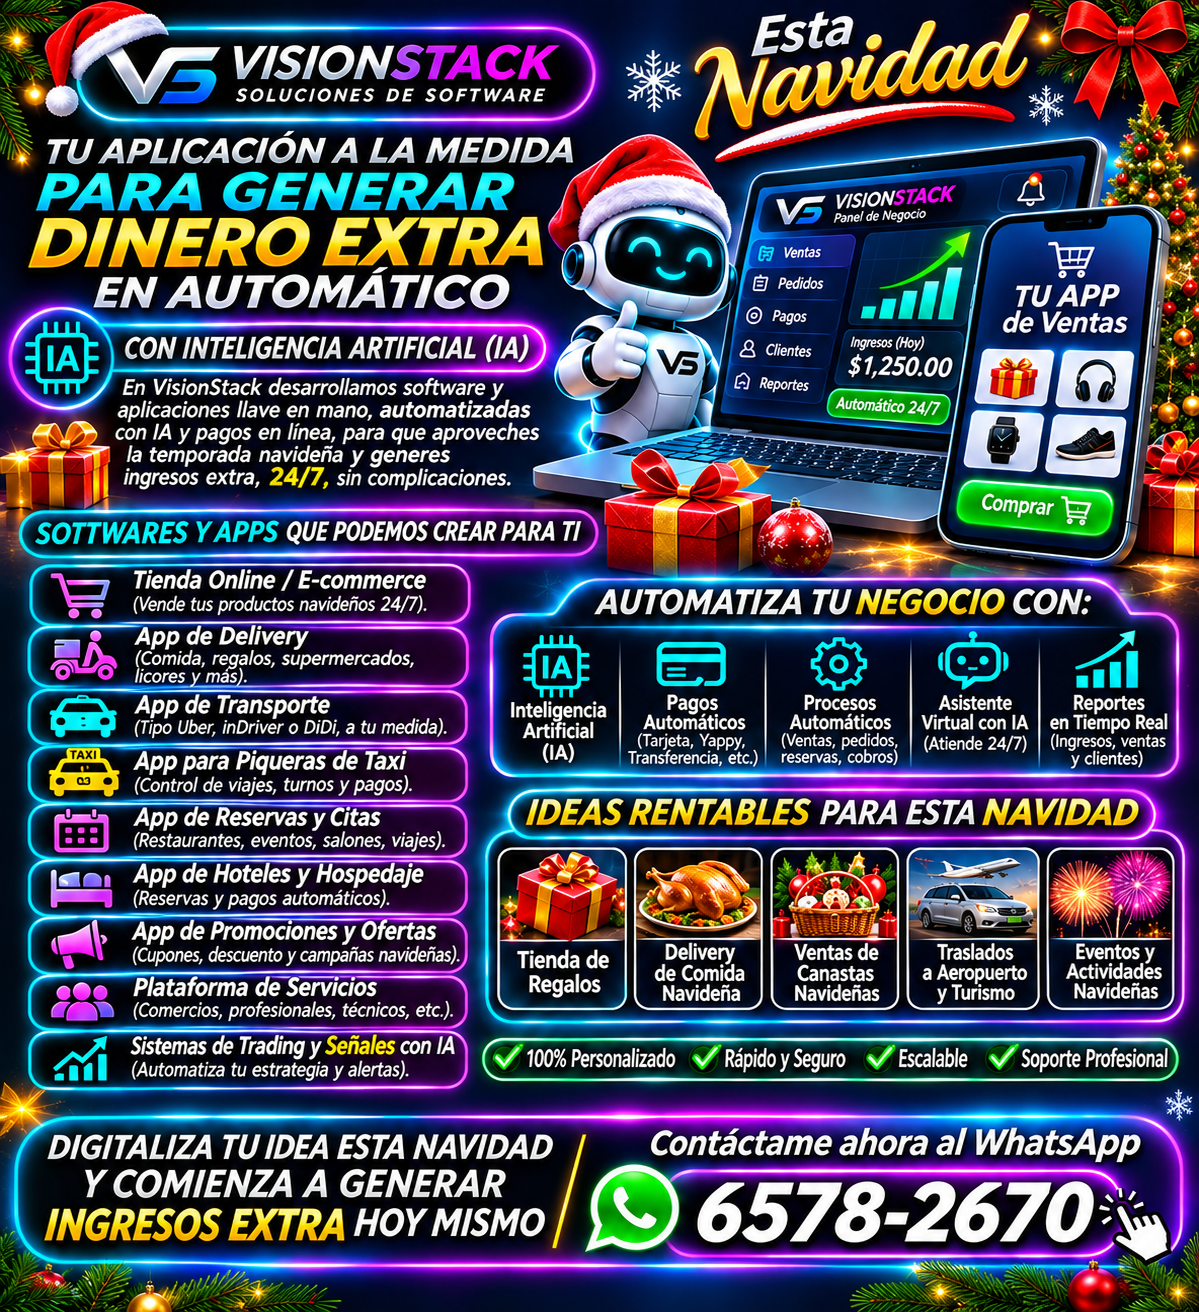 VS VISIONSTACK
SOLUCIONES DE SOFTWARE
Esta
Navidad
TU APLICACIÓN A LA MEDIDA
PARA GENERAR
DINERO EXTRA
EN AUTOMÁTICO
IA
CON INTELIGENCIA ARTIFICIAL (IA)
En VisionStack desarrollamos software y
aplicaciones llave en mano, automatizadas
con IA y pagos en línea, para que aproveches
la temporada navideña y generes
ingresos extra, 24/7, sin complicaciones.
VS
VS VISIONSTACK
Panel de Negocio
Ventas
Pedidos
Pagos
Clientes
Reportes
Ingresos (Hoy)
$1,250.00
Automático 24/7
TU APP
de Ventas
Comprar
SOTTWARES Y APPS QUE PODEMOS CREAR PARA TI
Tienda Online / E-commerce
(Vende tus productos navideños 24/7).
App de Delivery
(Comida, regalos, supermercados,
licores y más).
App de Transporte
(Tipo Uber, inDriver o DiDi, a tu medida).
TAXI
App para Piqueras de Taxi
(Control de viajes, turnos y pagos).
App de Reservas y Citas
(Restaurantes, eventos, salones, viajes).
App de Hoteles y Hospedaje
(Reservas y pagos automáticos).
App de Promociones y Ofertas
(Cupones, descuento y campañas navideñas).
Plataforma de Servicios
(Comercios, profesionales, técnicos, etc.).
Sistemas de Trading y Señales con IA
(Automatiza tu estrategia y alertas).
AUTOMATIZA TU NEGOCIO CON:
IA
Inteligencia
Artificial
(IA)
Pagos
Automáticos
(Tarjeta, Yappy,
Transferencia, etc.)
Procesos
Automáticos
(Ventas, pedidos,
reservas, cobros)
Asistente
Virtual con IA
(Atiende 24/7)
Reportes
en Tiempo Real
(Ingresos, ventas
y clientes)
IDEAS RENTABLES PARA ESTA NAVIDAD
Tienda de
Regalos
Delivery
de Comida
Navideña
Ventas de
Canastas
Navideñas
Traslados
a Aeropuerto
y Turismo
Eventos y
Actividades
Navideñas
100% Personalizado
Rápido y Seguro
Escalable
Soporte Profesional
DIGITALIZA TU IDEA ESTA NAVIDAD
Y COMIENZA A GENERAR
INGRESOS EXTRA HOY MISMO
Contáctame ahora al WhatsApp
6578-2670